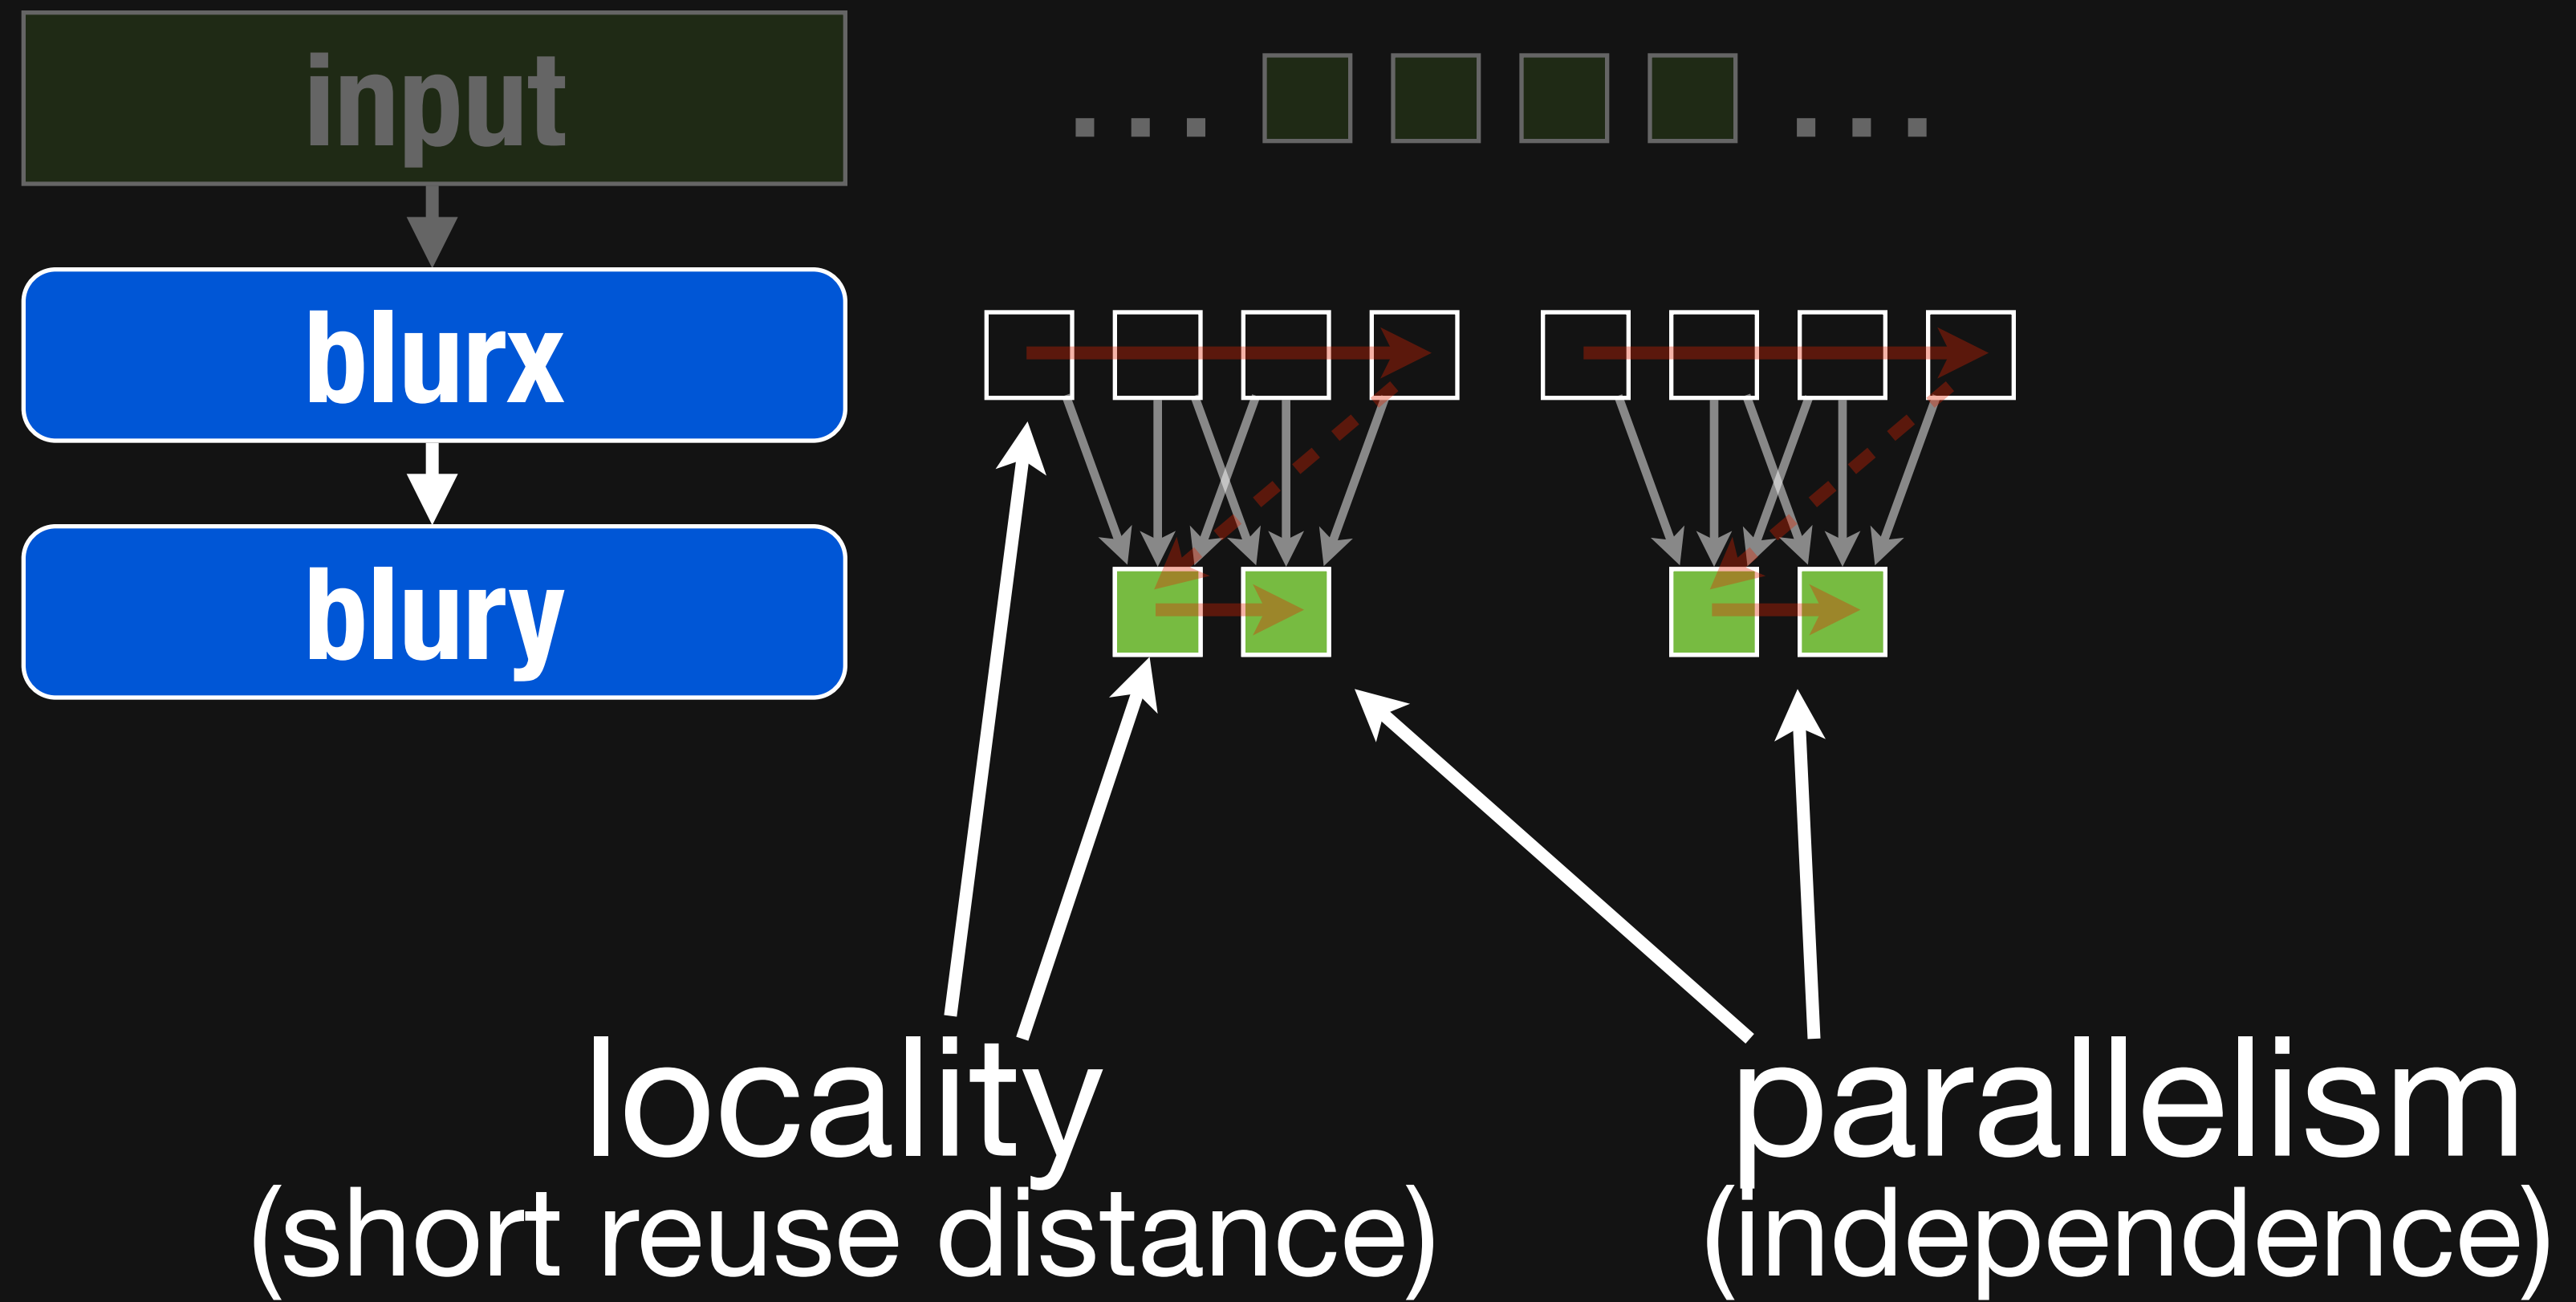 input
... ...
blurx
blury
locality
(short reuse distance)
parallelism
(independence)